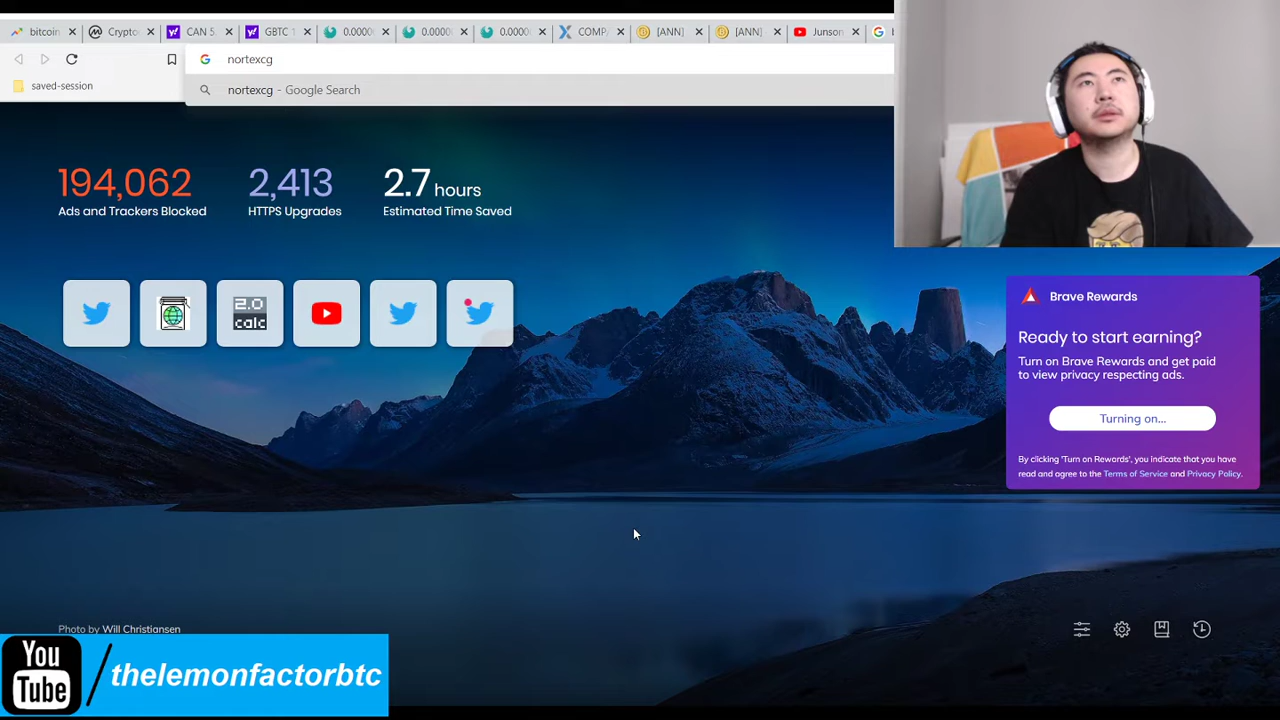 bitcoin
Crypto
CAN 5.
GBTC 1
0.0000
0.0000
0.0000
COMPA
[ANN]
[ANN]
Junson
nortexcg
saved-session
nortexcg - Google Search
194,062
Ads and Trackers Blocked
2,413
HTTPS Upgrades
2.7 hours
Estimated Time Saved
2.0
calc
Brave Rewards
Ready to start earning?
Turn on Brave Rewards and get paid
to view privacy respecting ads.
Turning on...
By clicking 'Turn on Rewards', you indicate that you have
read and agree to the Terms of Service and Privacy Policy.
Photo by Will Christiansen
You
Tube
/thelemonfactorbtc